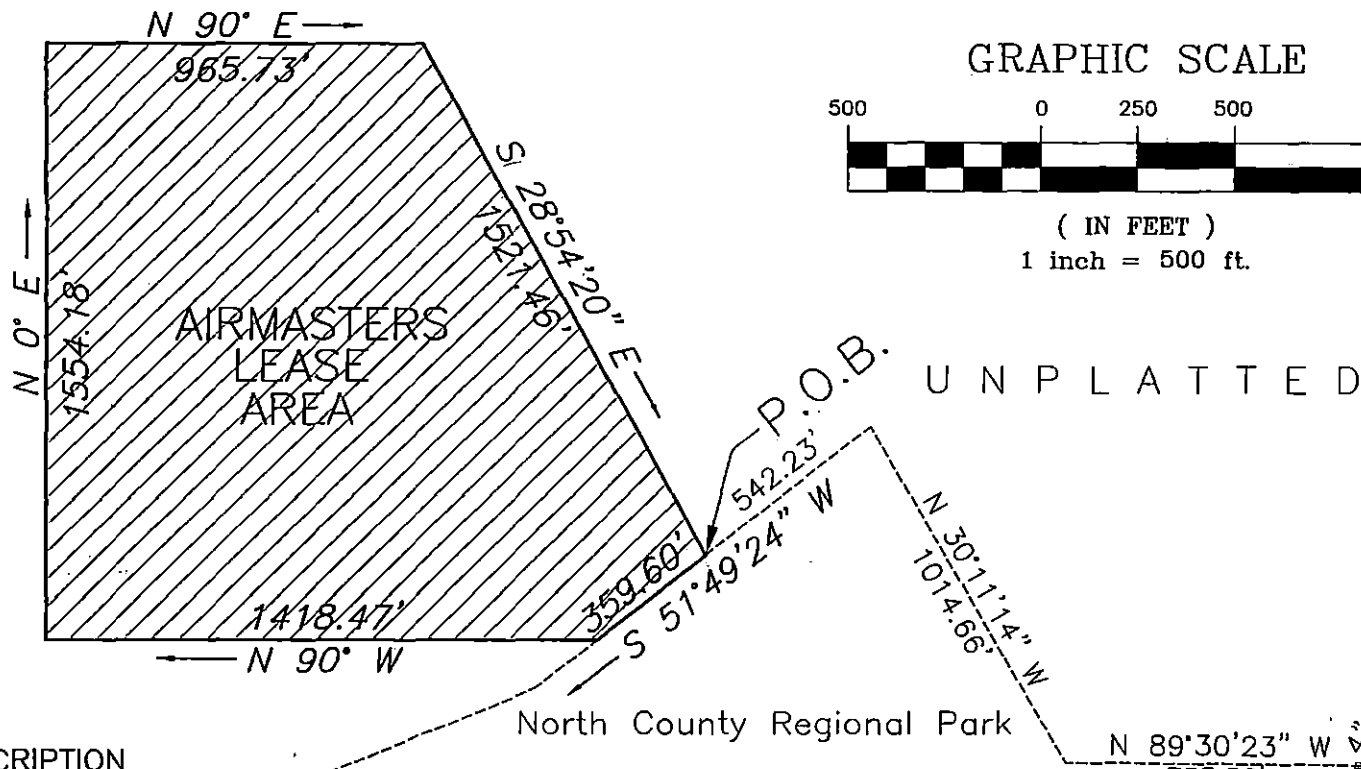 N 90° E
965.73'
GRAPHIC SCALE
500 0 250 500
( IN FEET )
1 inch = 500 ft.
S 28°54'20" E
1521.46'
N 0° E
1554.18'
AIRMASTERS
LEASE
AREA
P.O.B.
UNPLATTED
542.23'
S 51°49'24" W
359.60'
N 30°11'14" W
1014.66'
1418.47'
N 90° W
North County Regional Park
N 89°30'23" W
CRIPTION